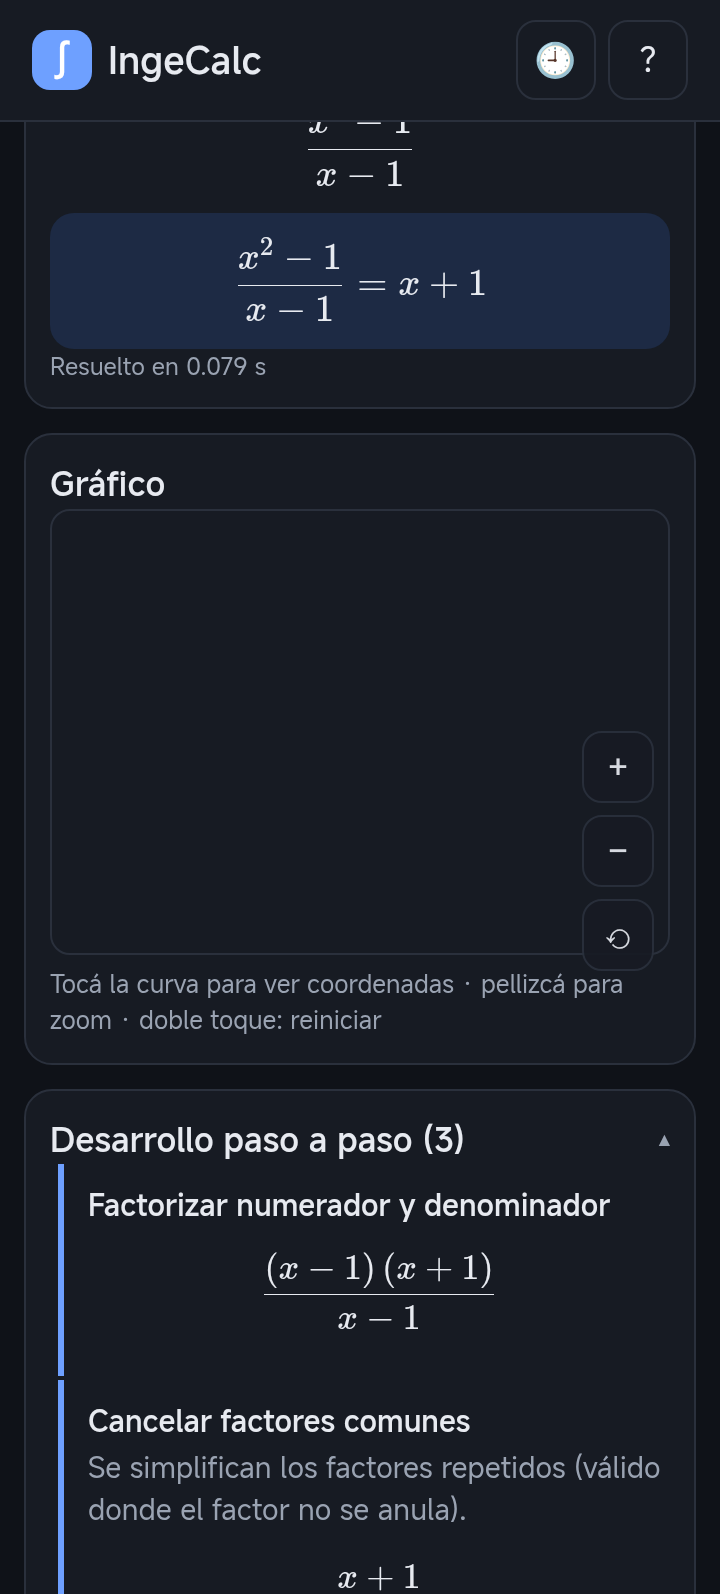 ∫ IngeCalc ?
x − 1
x² − 1
x − 1
= x + 1
Resuelto en 0.079 s
Gráfico
+
−
Tocá la curva para ver coordenadas · pellizcá para
zoom · doble toque: reiniciar
Desarrollo paso a paso (3) ▲
Factorizar numerador y denominador
(x − 1) (x + 1)
x − 1
Cancelar factores comunes
Se simplifican los factores repetidos (válido
donde el factor no se anula).
x + 1